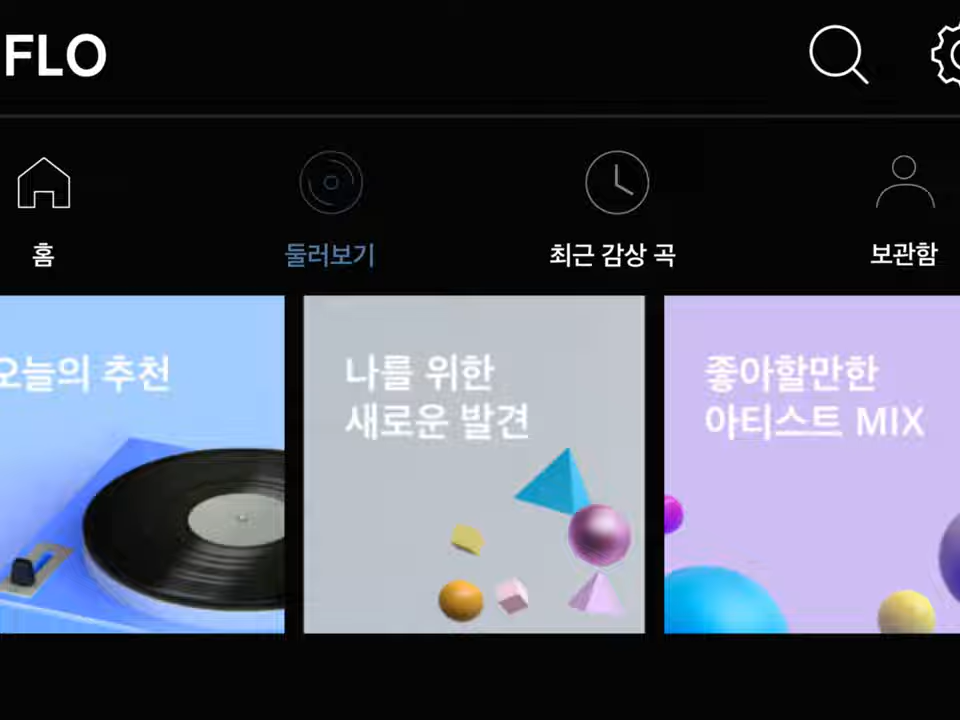 FLO
홈
둘러보기
최근 감상 곡
보관함
오늘의 추천
나를 위한
새로운 발견
좋아할만한
아티스트 MIX